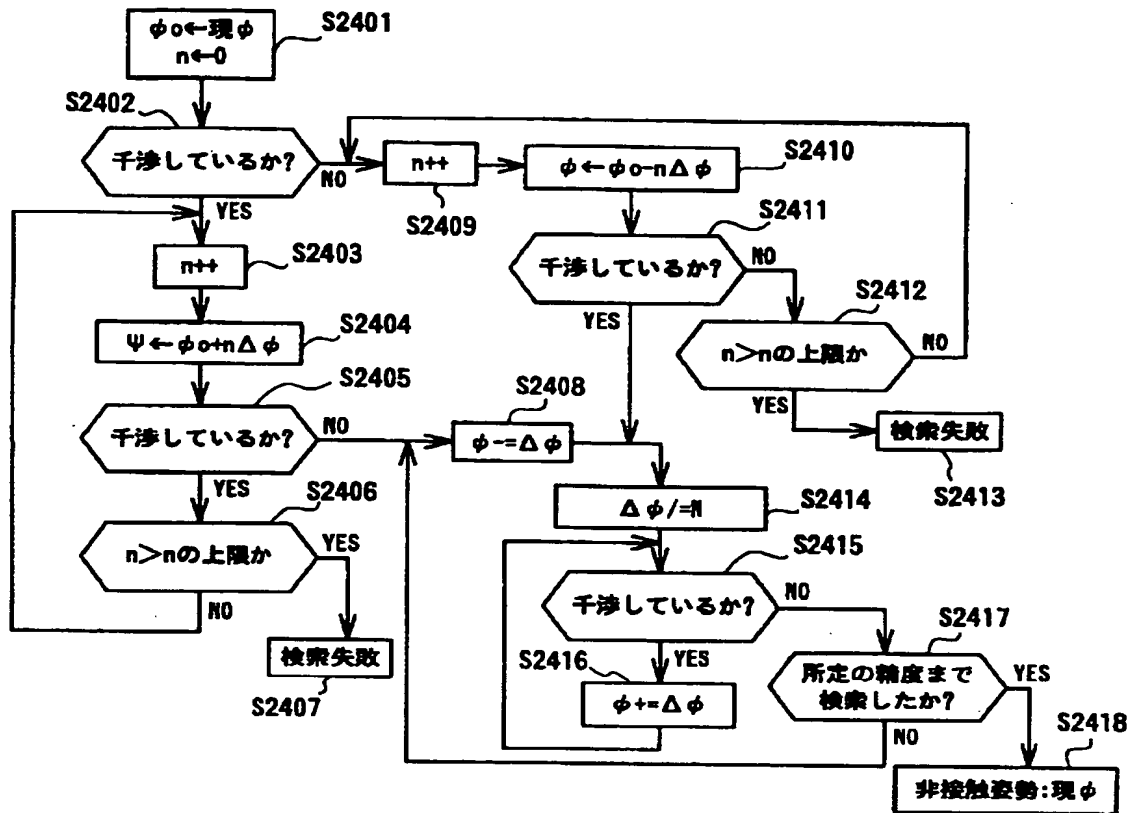 φo←現φ
n←0
S2401
S2402
干渉しているか?
NO
YES
n++
S2403
Ψ←φo+nΔφ
S2404
S2405
干渉しているか?
NO
YES
S2406
n>nの上限か
YES
NO
検索失敗
S2407
S2408
φ-=Δφ
n++
S2409
φ←φo-nΔφ
S2410
S2411
干渉しているか?
NO
YES
S2412
n>nの上限か
NO
YES
検索失敗
S2413
Δφ/=N
S2414
S2415
干渉しているか?
NO
YES
S2416
φ+=Δφ
S2417
所定の精度まで
検索したか?
YES
NO
S2418
非接触姿勢:現φ